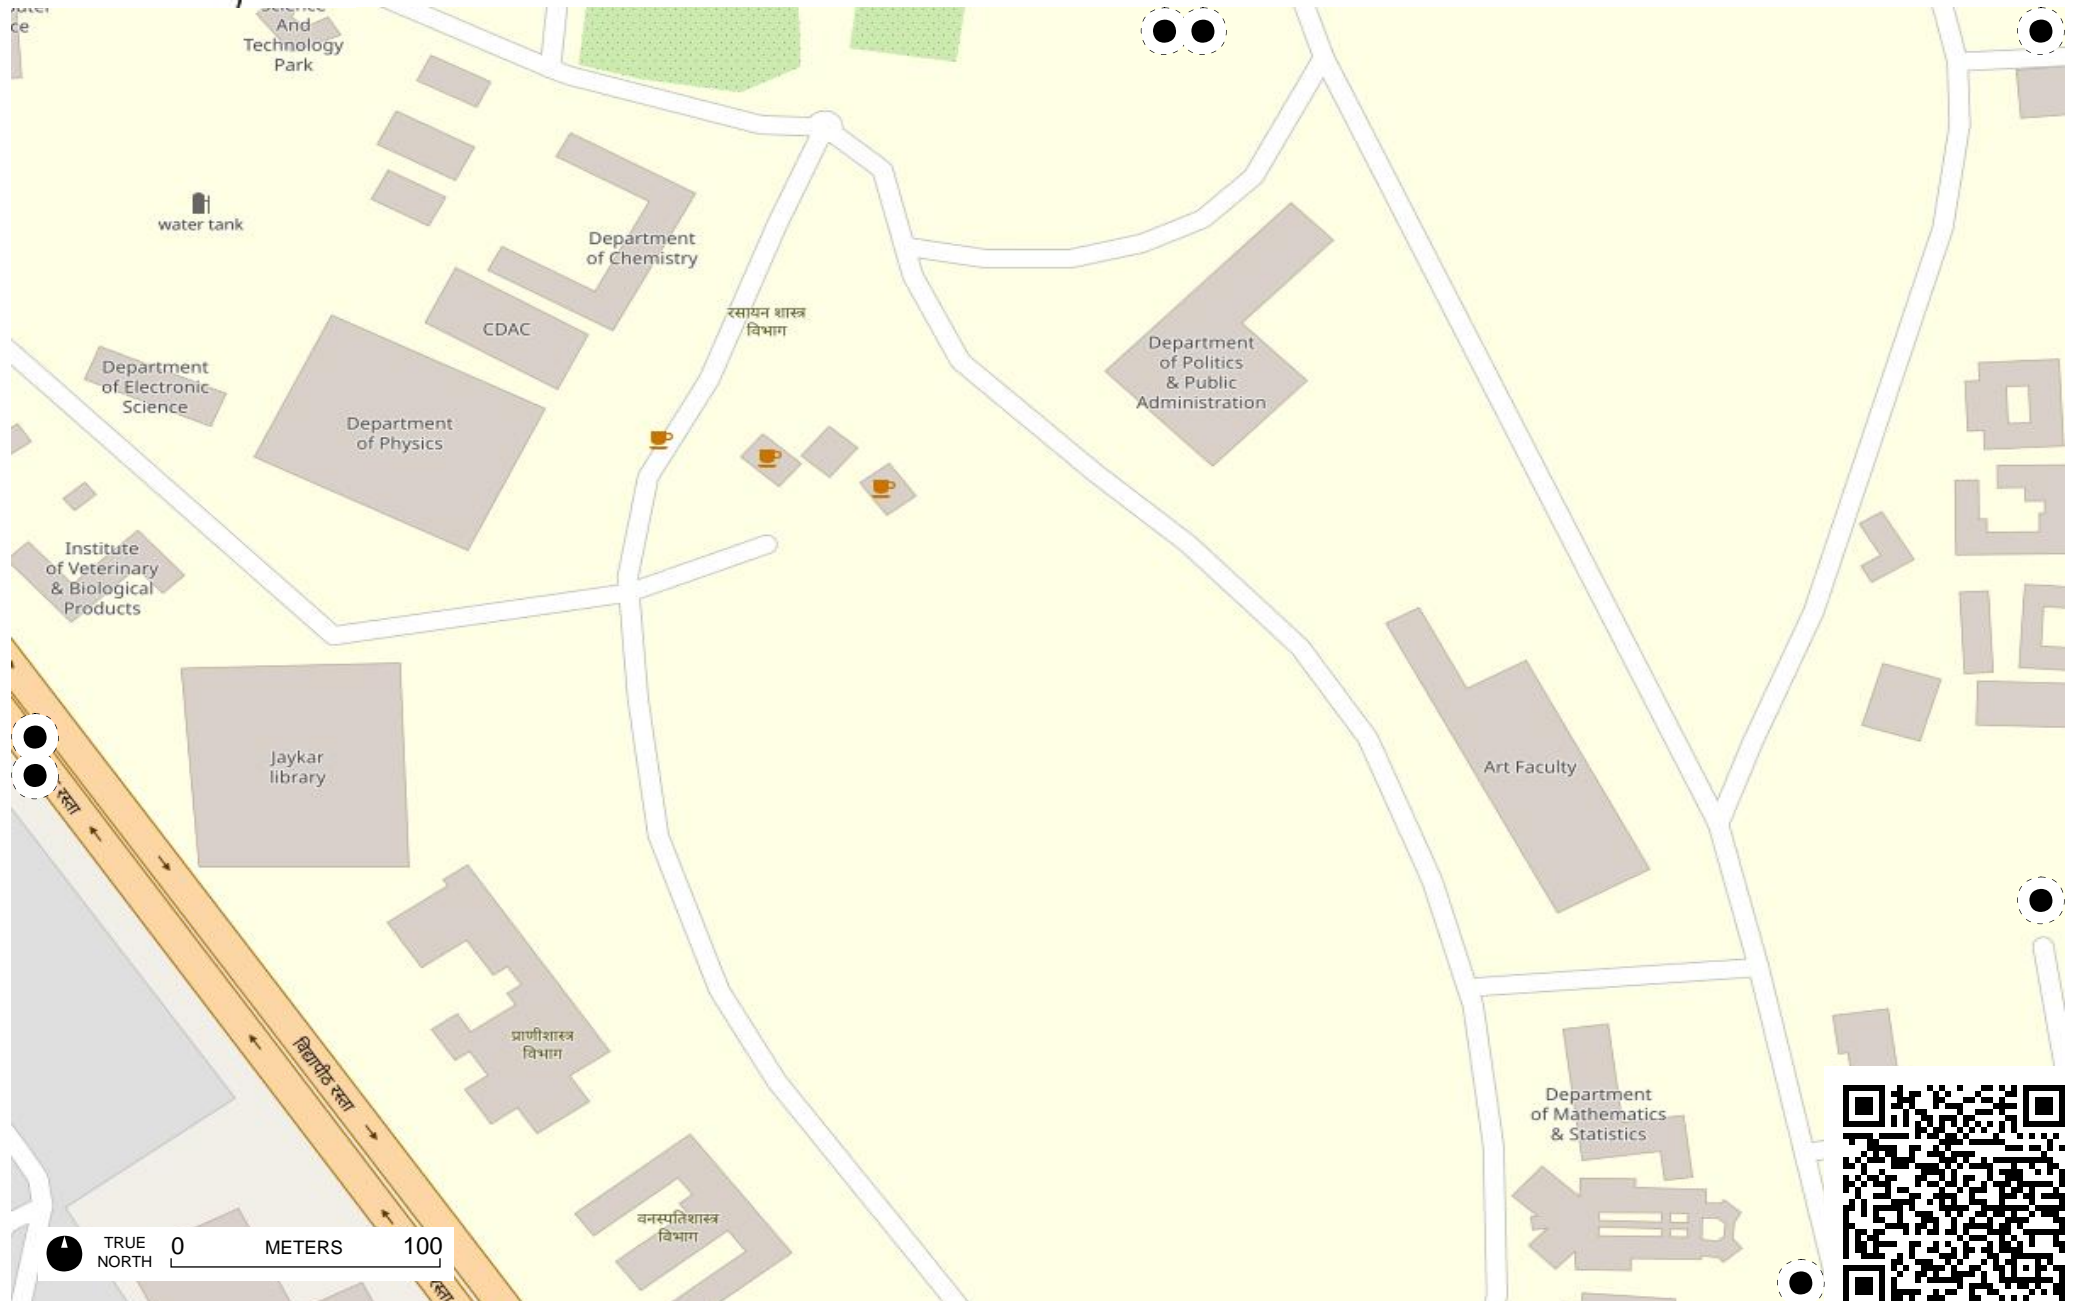 And
Technology
Park
water tank
Department
of Chemistry
रसायन शास्त्र
विभाग
CDAC
Department
of Electronic
Science
Department
of Physics
Department
of Politics
& Public
Administration
Institute
of Veterinary
& Biological
Products
Jaykar
library
Art Faculty
रस्ता
प्राणीशास्त्र
विभाग
विद्यापीठ रस्ता
Department
of Mathematics
& Statistics
वनस्पतिशास्त्र
विभाग
TRUE
NORTH
0 METERS 100
रस्ता